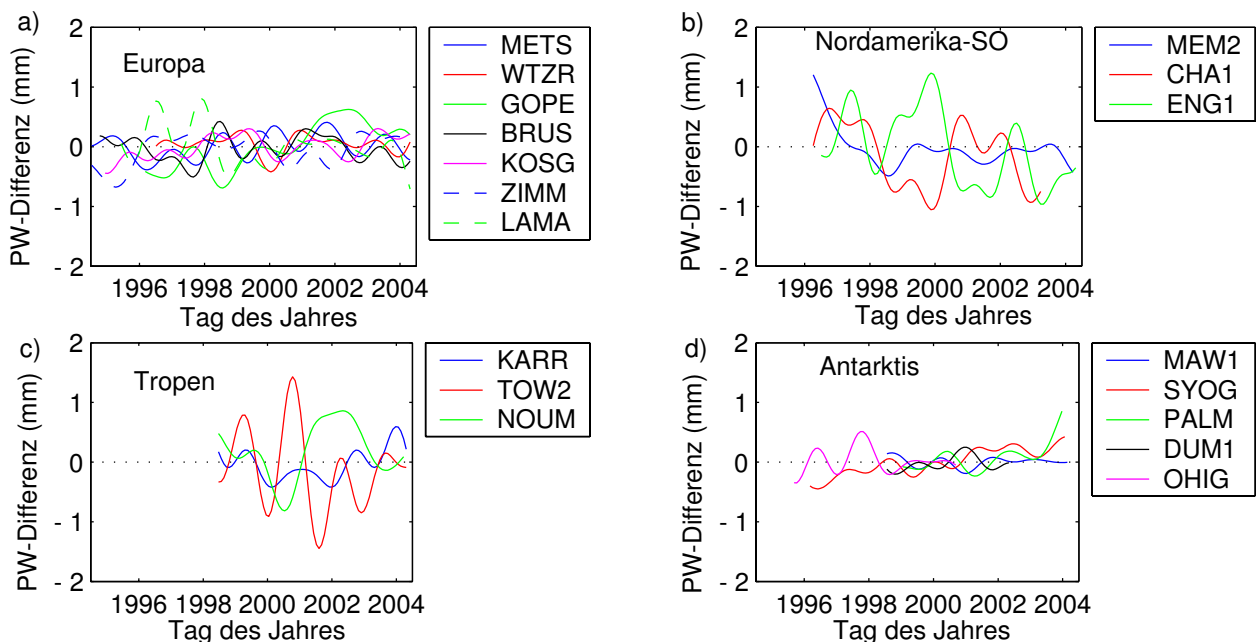 a)
PW-Differenz (mm)
2
1
0
- 1
- 2
Europa
1996 1998 2000 2002 2004
Tag des Jahres
METS
WTZR
GOPE
BRUS
KOSG
ZIMM
LAMA
b)
PW-Differenz (mm)
2
1
0
- 1
- 2
Nordamerika-SO
1996 1998 2000 2002 2004
Tag des Jahres
MEM2
CHA1
ENG1
c)
PW-Differenz (mm)
2
1
0
- 1
- 2
Tropen
1996 1998 2000 2002 2004
Tag des Jahres
KARR
TOW2
NOUM
d)
PW-Differenz (mm)
2
1
0
- 1
- 2
Antarktis
1996 1998 2000 2002 2004
Tag des Jahres
MAW1
SYOG
PALM
DUM1
OHIG